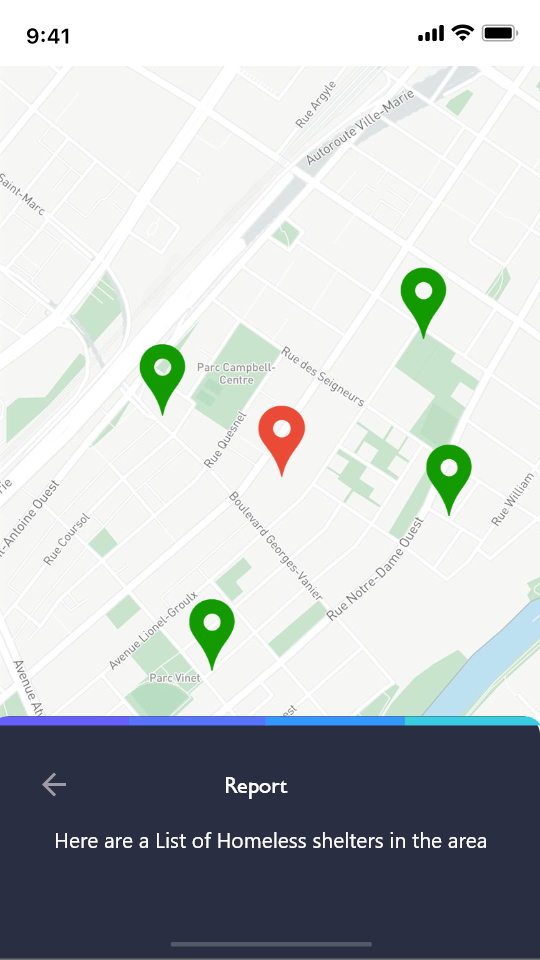 9:41
Rue Argyle
Autoroute Ville-Marie
Saint-Marc
Parc Campbell-
Centre
Rue des Seigneurs
Rue Quesnel
rie
t-Antoine Ouest
Rue Coursol
Boulevard Georges-Vanier
Rue Notre-Dame Ouest
Rue William
Avenue Lionel-Groulx
Parc Vinet
Avenue At
est
Report
Here are a List of Homeless shelters in the area